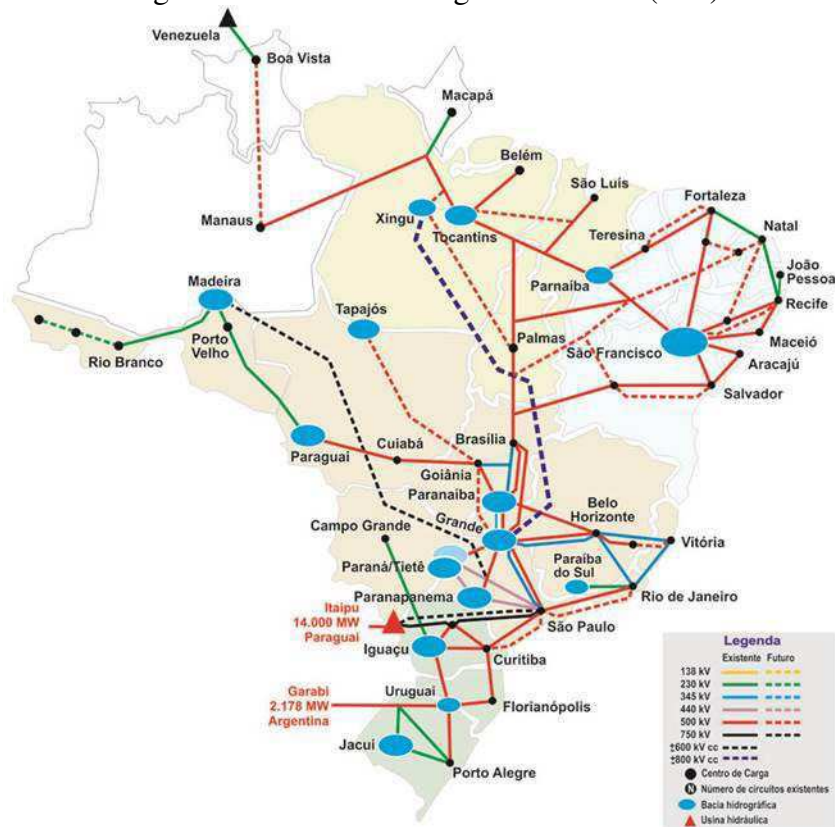 Venezuela
Boa Vista
Macapá
Belém
São Luís
Fortaleza
Manaus
Xingu
Tocantins
Teresina
Natal
João
Pessoa
Parnaíba
Recife
Madeira
Tapajós
Rio Branco
Porto
Velho
Palmas
São Francisco
Maceió
Aracajú
Salvador
Paraguai
Cuiabá
Brasília
Goiânia
Paranaíba
Campo Grande
Grande
Belo
Horizonte
Vitória
Paraná/Tietê
Paraíba
do Sul
Paranapanema
Rio de Janeiro
Itaipu
14.000 MW
Paraguai
São Paulo
Iguaçu
Curitiba
Garabi
2.178 MW
Argentina
Uruguai
Florianópolis
Jacui
Porto Alegre
Legenda
Existente Futuro
138 kV
230 kV
345 kV
440 kV
500 kV
750 kV
±600 kV cc
±800 kV cc
Centro de Carga
N Número de circuitos existentes
Bacia hidrográfica
Usina hidráulica